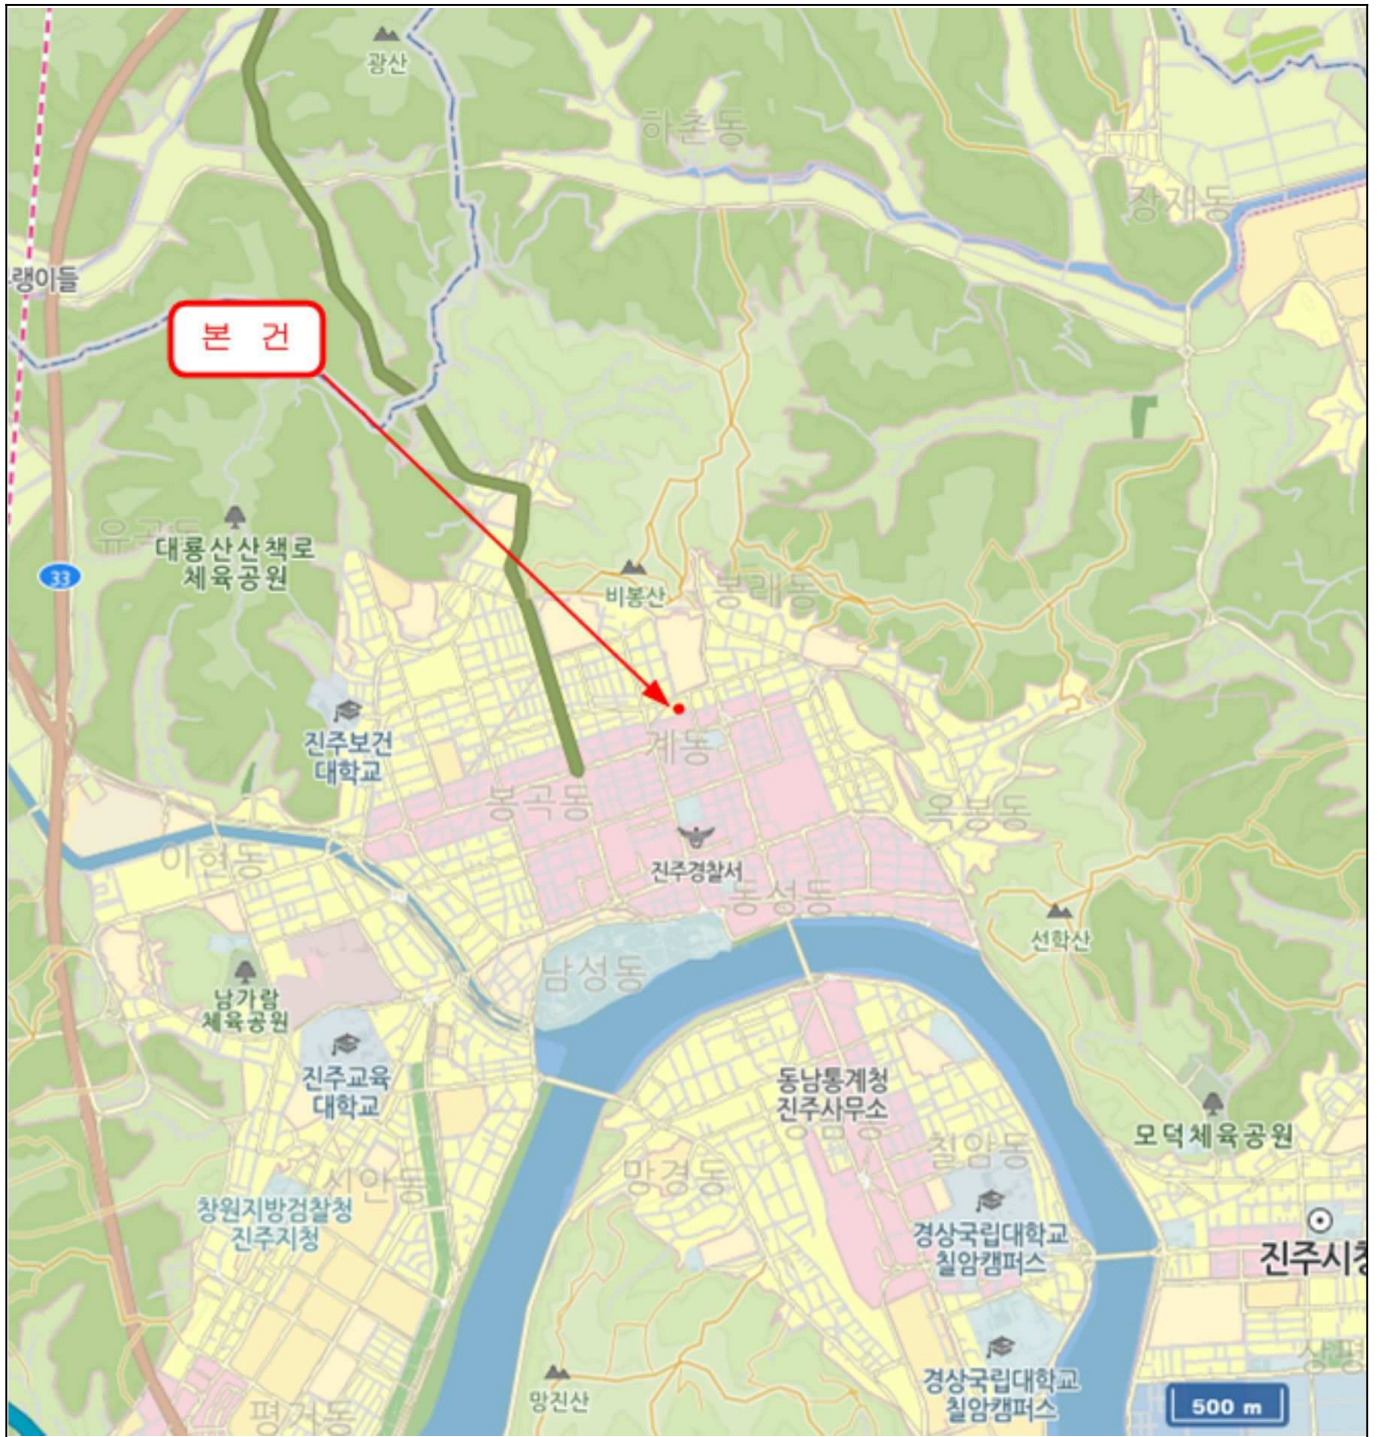 광산
하촌동
장재동
랭이들
본 건
유곡동
대룡산산책로
체육공원
33
비봉산
봉래동
진주보건
대학교
계동
봉곡동
옥봉동
이현동
진주경찰서
동성동
선학산
남성동
남가람
체육공원
진주교육
대학교
동남통계청
진주사무소
모덕체육공원
칠암동
망경동
신안동
창원지방검찰청
진주지청
경상국립대학교
칠암캠퍼스
진주시청
경상국립대학교
칠암캠퍼스
망진산
평거동
500 m